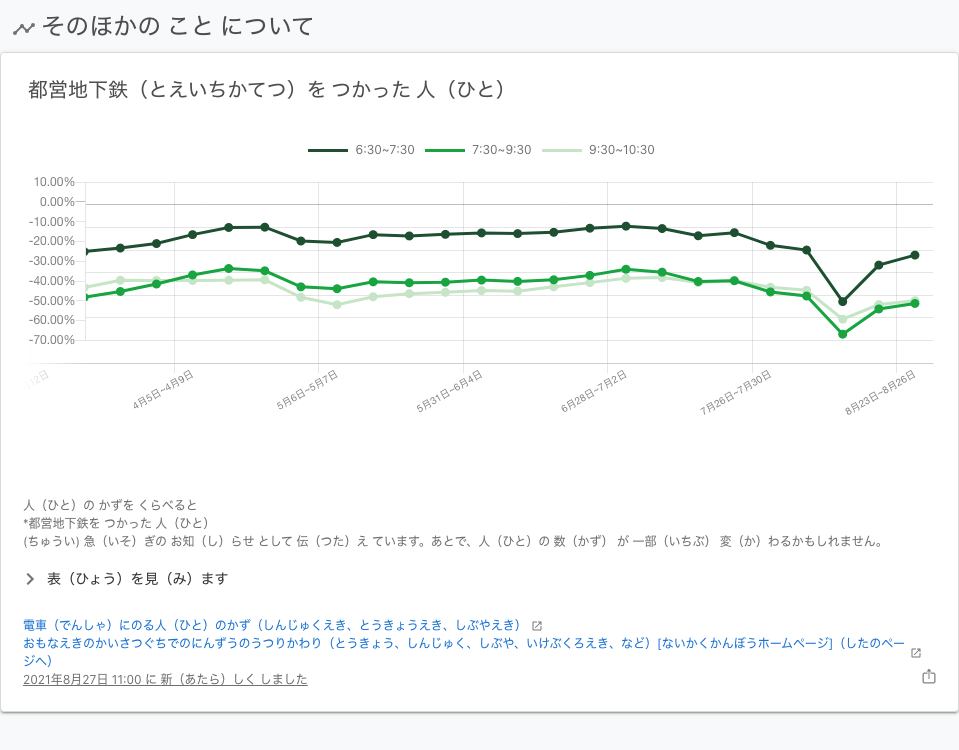 そのほかの こと について
都営地下鉄（とえいちかてつ）を つかった 人（ひと）
6:30~7:30 7:30~9:30 9:30~10:30
10.00%
0.00%
-10.00%
-20.00%
-30.00%
-40.00%
-50.00%
-60.00%
-70.00%
12日 4月5日~4月9日 5月6日~5月7日 5月31日~6月4日 6月28日~7月2日 7月26日~7月30日 8月23日~8月26日
人（ひと）の かずを くらべると
*都営地下鉄を つかった 人（ひと）
(ちゅうい) 急（いそ）ぎの お知（し）らせ として 伝（つた）え ています。あとで、人（ひと）の 数（かず） が 一部（いちぶ） 変（か）わるかもしれません。
表（ひょう）を見（み）ます
電車（でんしゃ）にのる人（ひと）のかず（しんじゅくえき、とうきょうえき、しぶやえき）
おもなえきのかいさつぐちでのにんずうのうつりかわり（とうきょう、しんじゅく、しぶや、いけぶくろえき、など）[ないかくかんぼうホームページ]（したのペー
ジへ）
2021年8月27日 11:00 に 新（あたら）しく しました